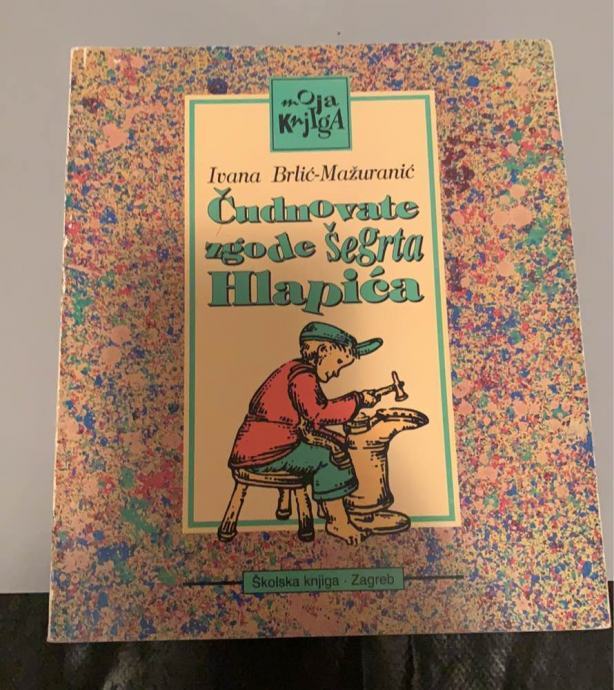 moja
knjiga
Ivana Brlić-Mažuranić
Čudnovate
zgode šegrta
Hlapića
Školska knjiga · Zagreb